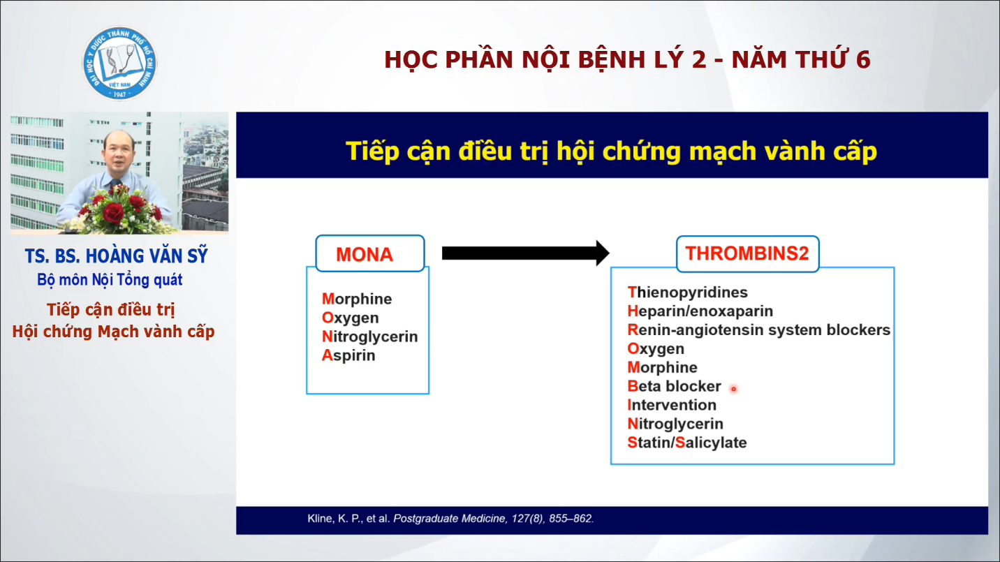 ĐẠI HỌC Y DƯỢC THÀNH PHỐ HỒ CHÍ MINH
VIỆT NAM
1947
HỌC PHẦN NỘI BỆNH LÝ 2 - NĂM THỨ 6
TS. BS. HOÀNG VĂN SỸ
Bộ môn Nội Tổng quát
Tiếp cận điều trị
Hội chứng Mạch vành cấp
Tiếp cận điều trị hội chứng mạch vành cấp
MONA
Morphine
Oxygen
Nitroglycerin
Aspirin
THROMBINS2
Thienopyridines
Heparin/enoxaparin
Renin-angiotensin system blockers
Oxygen
Morphine
Beta blocker
Intervention
Nitroglycerin
Statin/Salicylate
Kline, K. P., et al. Postgraduate Medicine, 127(8), 855–862.